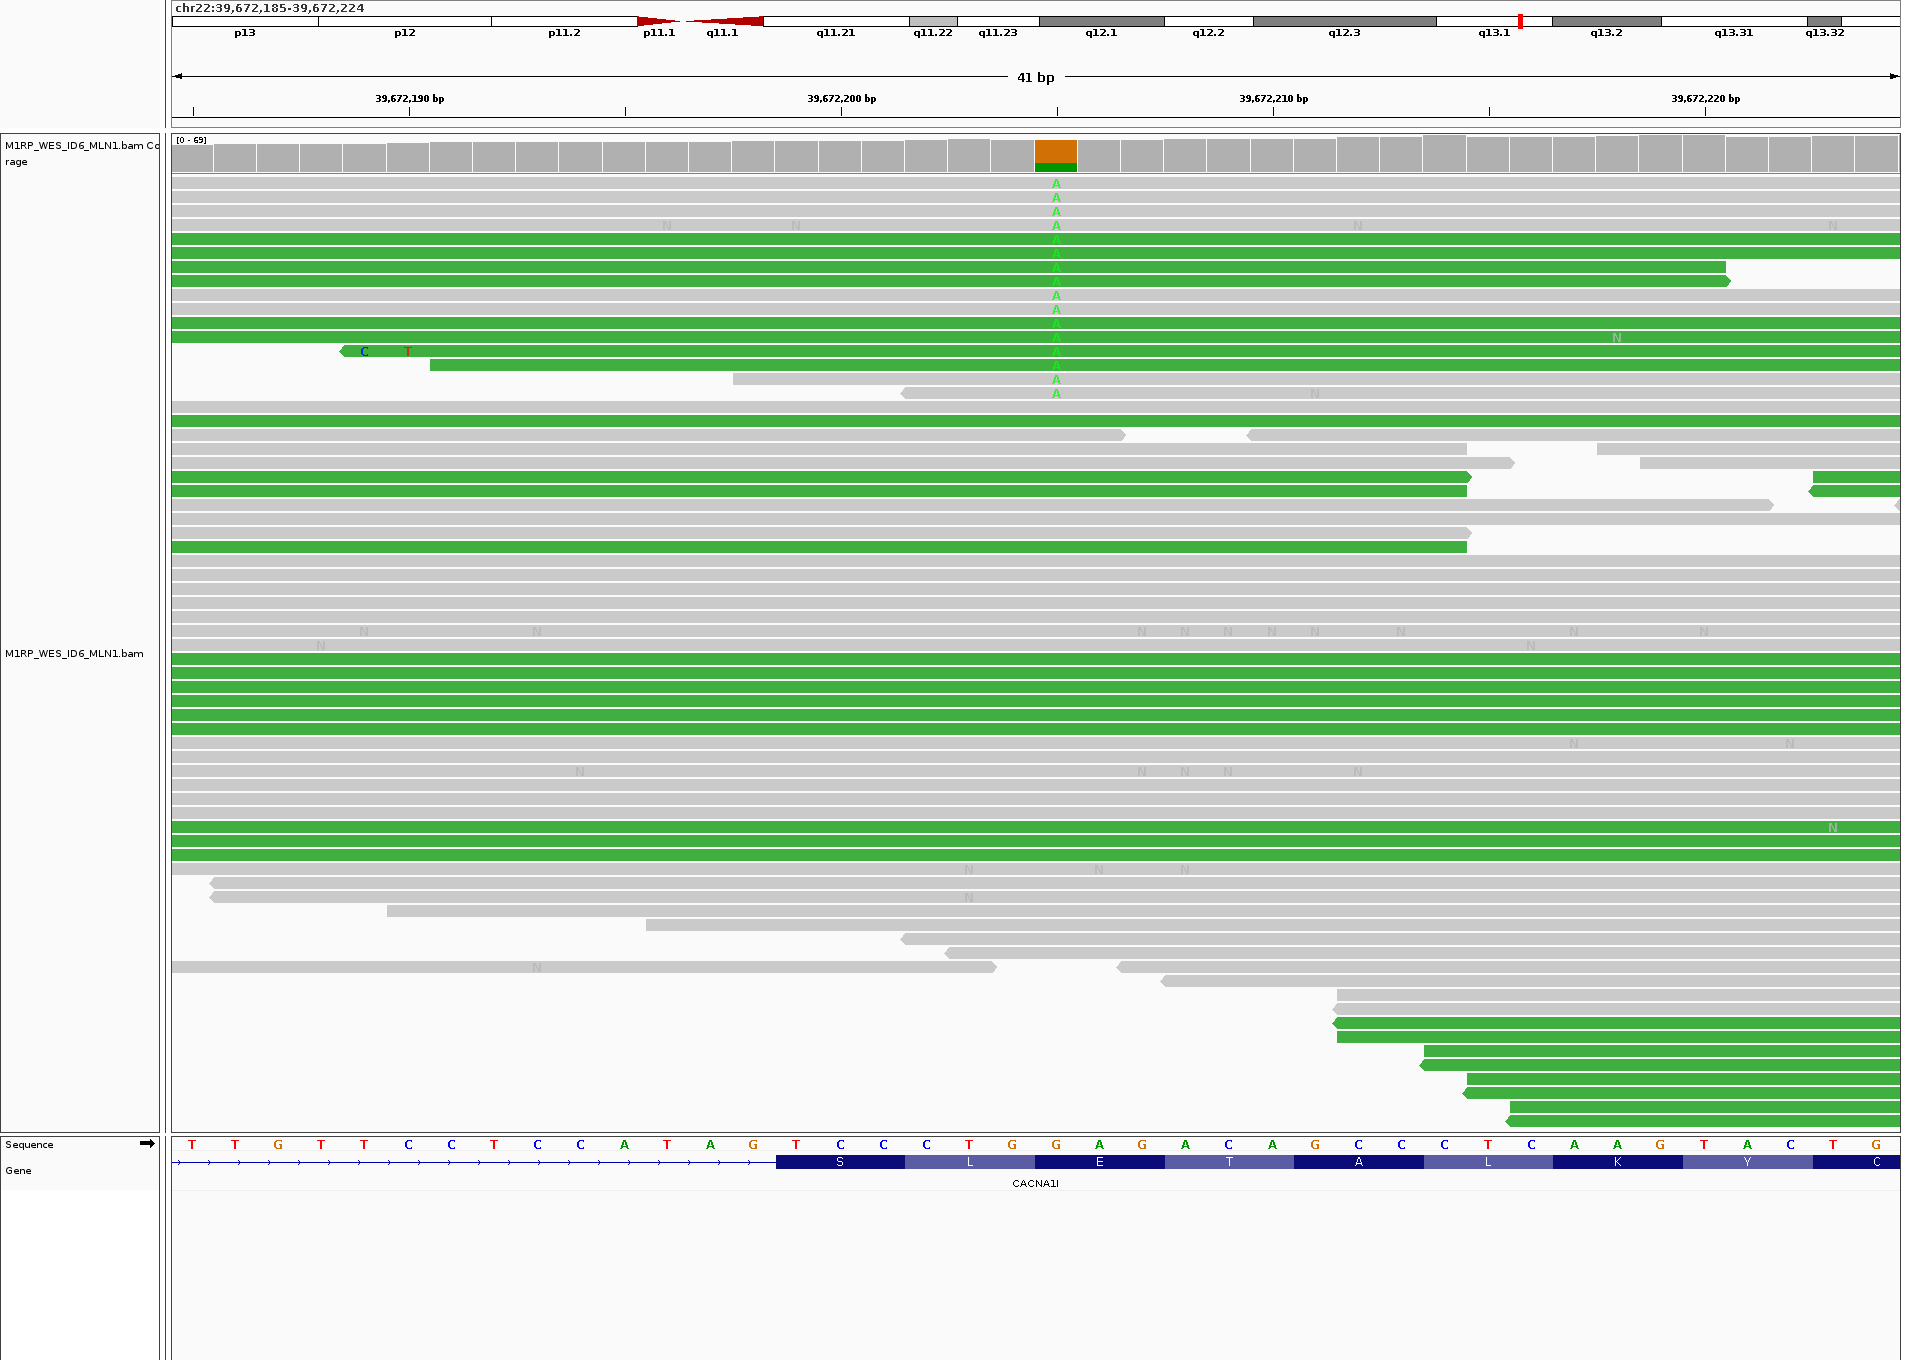 chr22:39,672,185-39,672,224
p13 p12 p11.2 p11.1 q11.1 q11.21 q11.22 q11.23 q12.1 q12.2 q12.3 q13.1 q13.2 q13.31 q13.32
41 bp
39,672,190 bp 39,672,200 bp 39,672,210 bp 39,672,220 bp
M1RP_WES_ID6_MLN1.bam Co
rage
[0 - 69]
A
A
A
N N A N N
A
A
A
A
A
A
A
A N
C T A
A
A
A N
N N N N N N N N N N
N N
M1RP_WES_ID6_MLN1.bam
N N
N N N N N
N
N N N
N
N
Sequence T T G T T C C T C C A T A G T C C C T G G A G A C A G C C C T C A A G T A C T G
Gene S L E T A L K Y C
CACNA1I